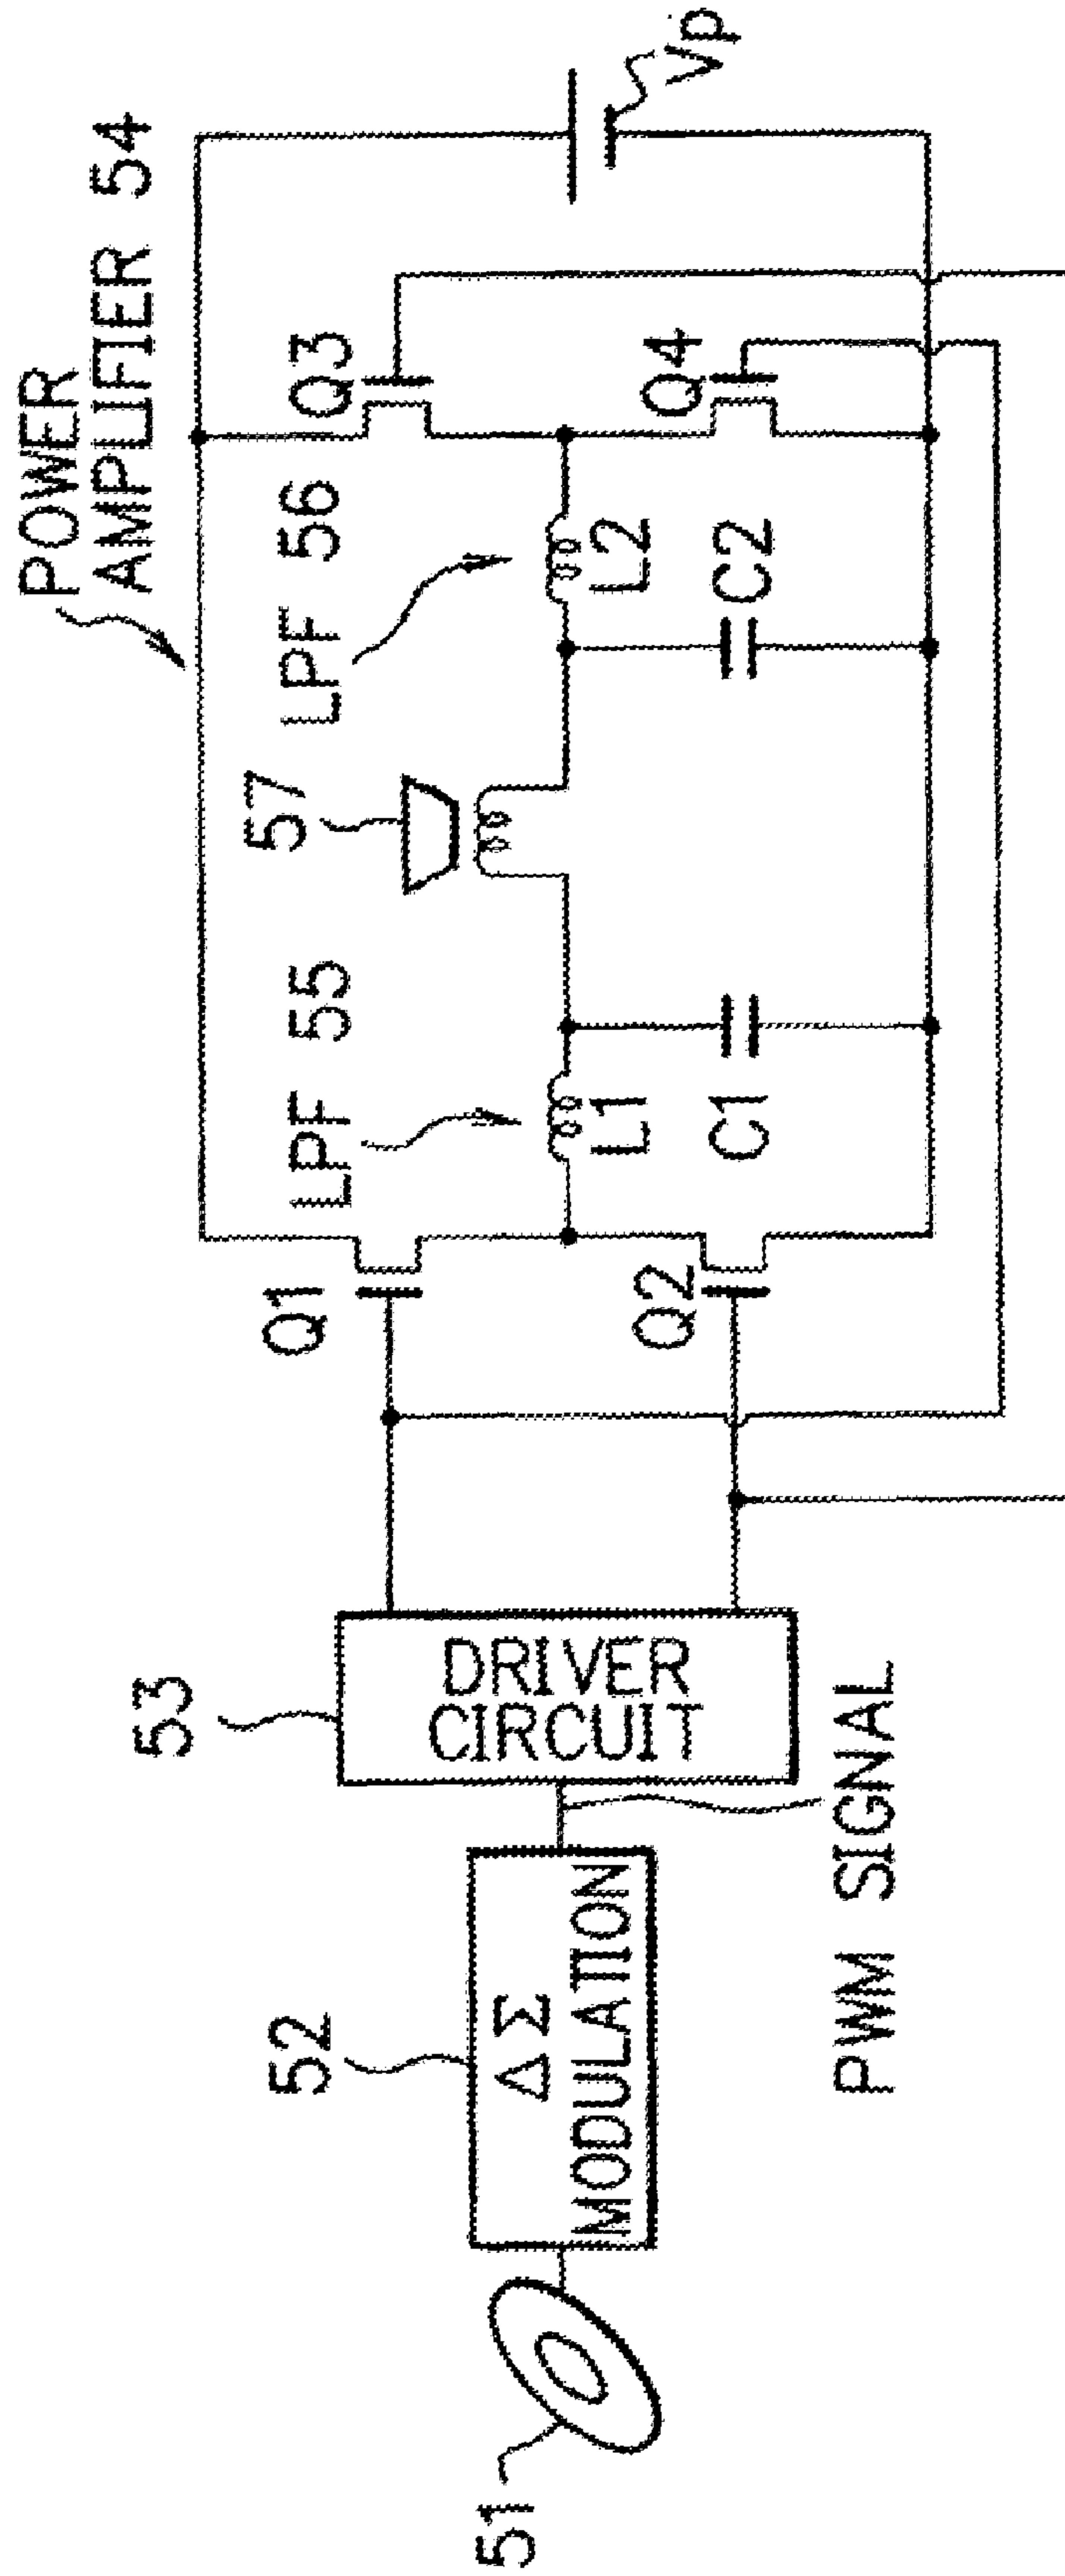 POWER
AMPLIFIER 54
51
52
ΔΣ
MODULATION
PWM SIGNAL
53
DRIVER
CIRCUIT
Q1
Q2
LPF 55
L1
C1
57
LPF 56
L2
C2
Q3
Q4
Vp